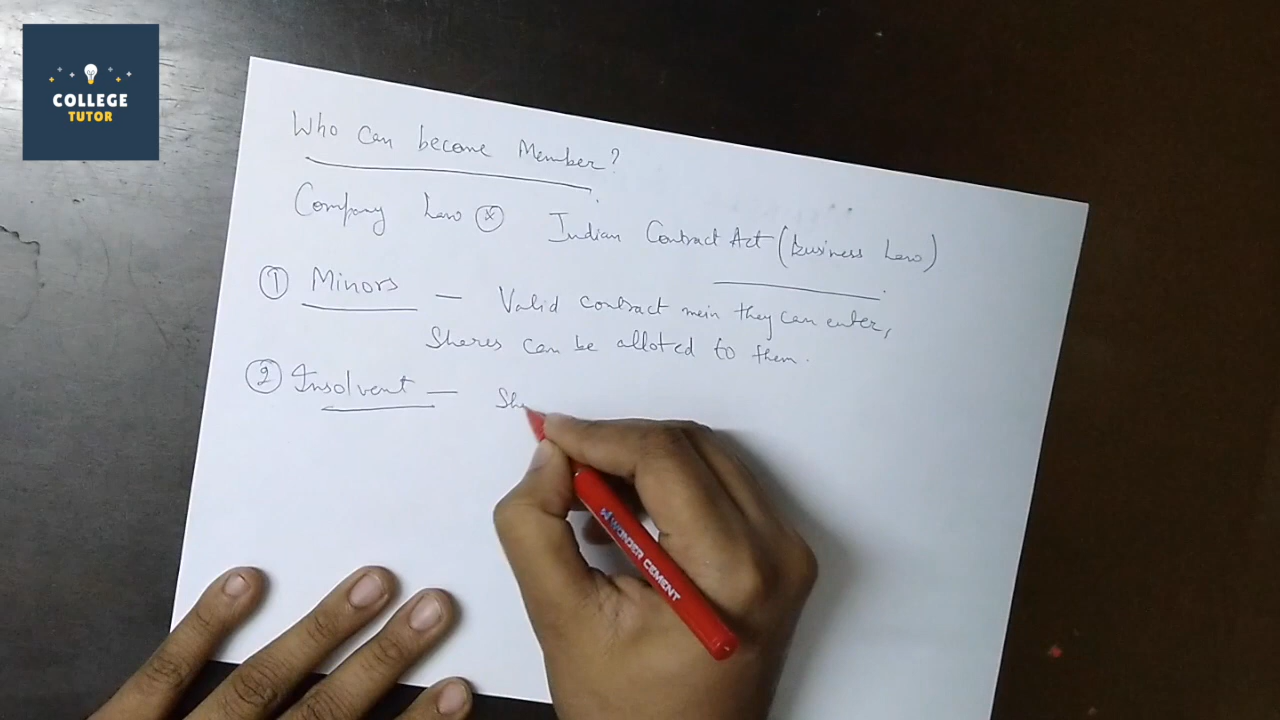 COLLEGE
TUTOR
Who can become Member?
Company Law ⓧ Indian Contract Act (business Law)
① Minors — Valid contract mein they can enter,
Shares can be alloted to them.
② Insolvent — Sh
WONDER CEMENT